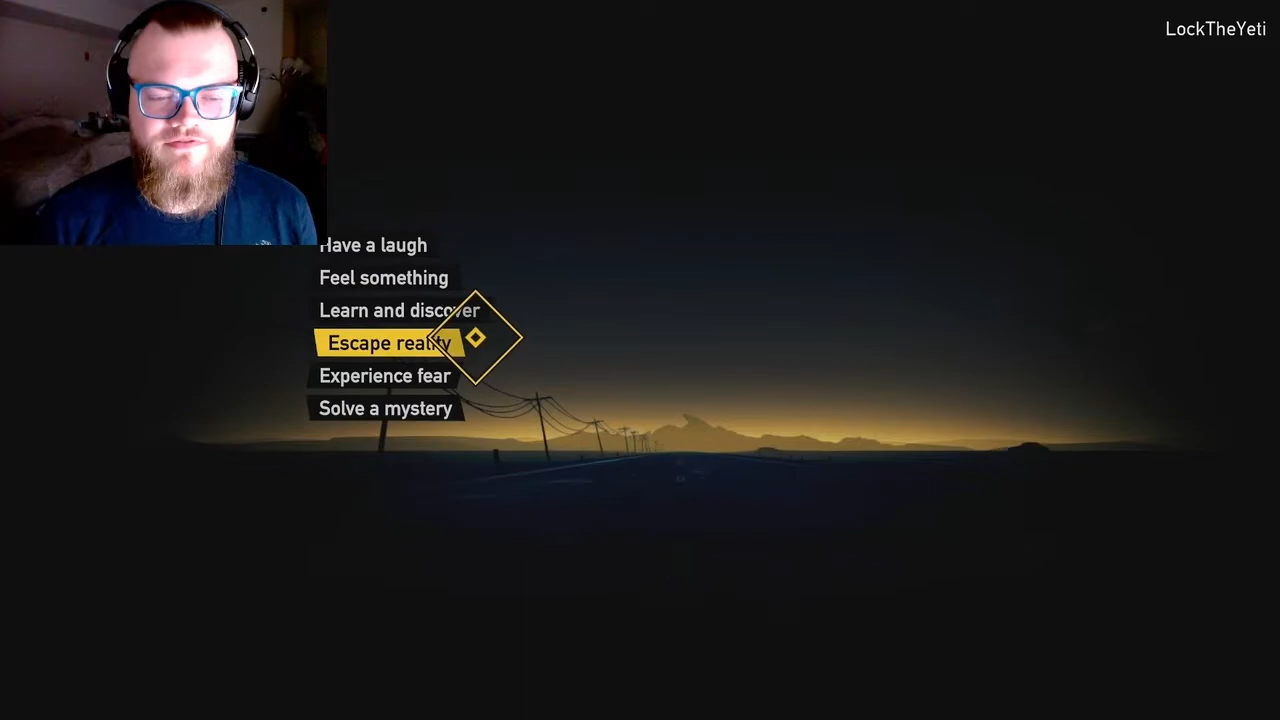 LockTheYeti
Have a laugh
Feel something
Learn and discover
Escape reality
Experience fear
Solve a mystery